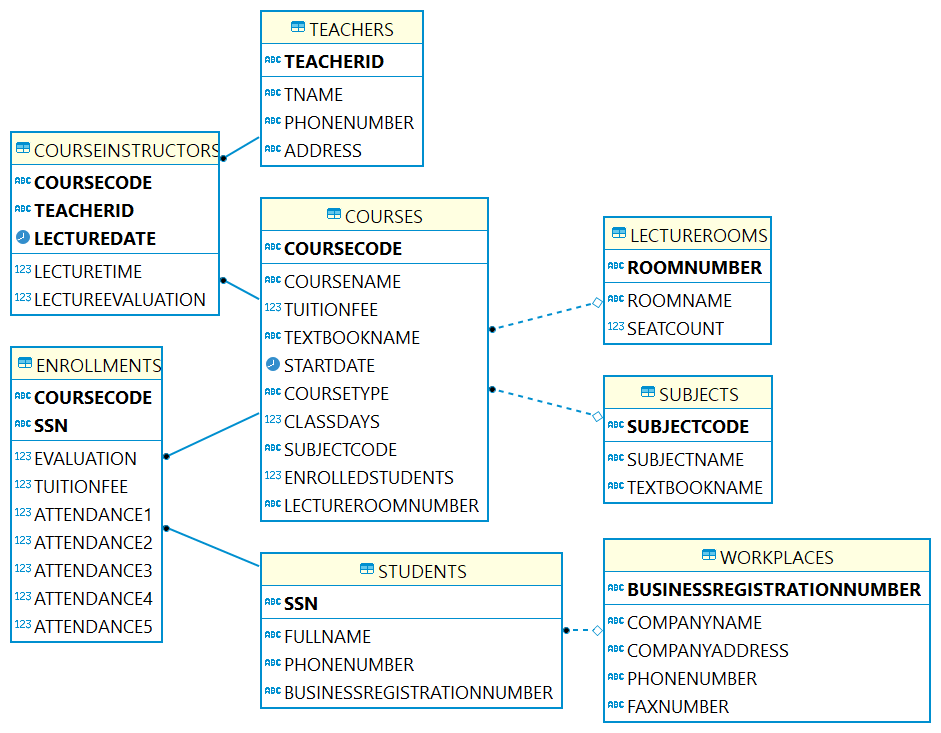 TEACHERS
ABC TEACHERID
ABC TNAME
ABC PHONENUMBER
ABC ADDRESS
COURSEINSTRUCTORS
ABC COURSECODE
ABC TEACHERID
LECTUREDATE
123 LECTURETIME
123 LECTUREEVALUATION
COURSES
ABC COURSECODE
ABC COURSENAME
123 TUITIONFEE
ABC TEXTBOOKNAME
STARTDATE
ABC COURSETYPE
123 CLASSDAYS
ABC SUBJECTCODE
123 ENROLLEDSTUDENTS
ABC LECTUREROOMNUMBER
LECTUREROOMS
ABC ROOMNUMBER
ABC ROOMNAME
123 SEATCOUNT
ENROLLMENTS
ABC COURSECODE
ABC SSN
123 EVALUATION
123 TUITIONFEE
123 ATTENDANCE1
123 ATTENDANCE2
123 ATTENDANCE3
123 ATTENDANCE4
123 ATTENDANCE5
SUBJECTS
ABC SUBJECTCODE
ABC SUBJECTNAME
ABC TEXTBOOKNAME
STUDENTS
ABC SSN
ABC FULLNAME
ABC PHONENUMBER
ABC BUSINESSREGISTRATIONNUMBER
WORKPLACES
ABC BUSINESSREGISTRATIONNUMBER
ABC COMPANYNAME
ABC COMPANYADDRESS
ABC PHONENUMBER
ABC FAXNUMBER